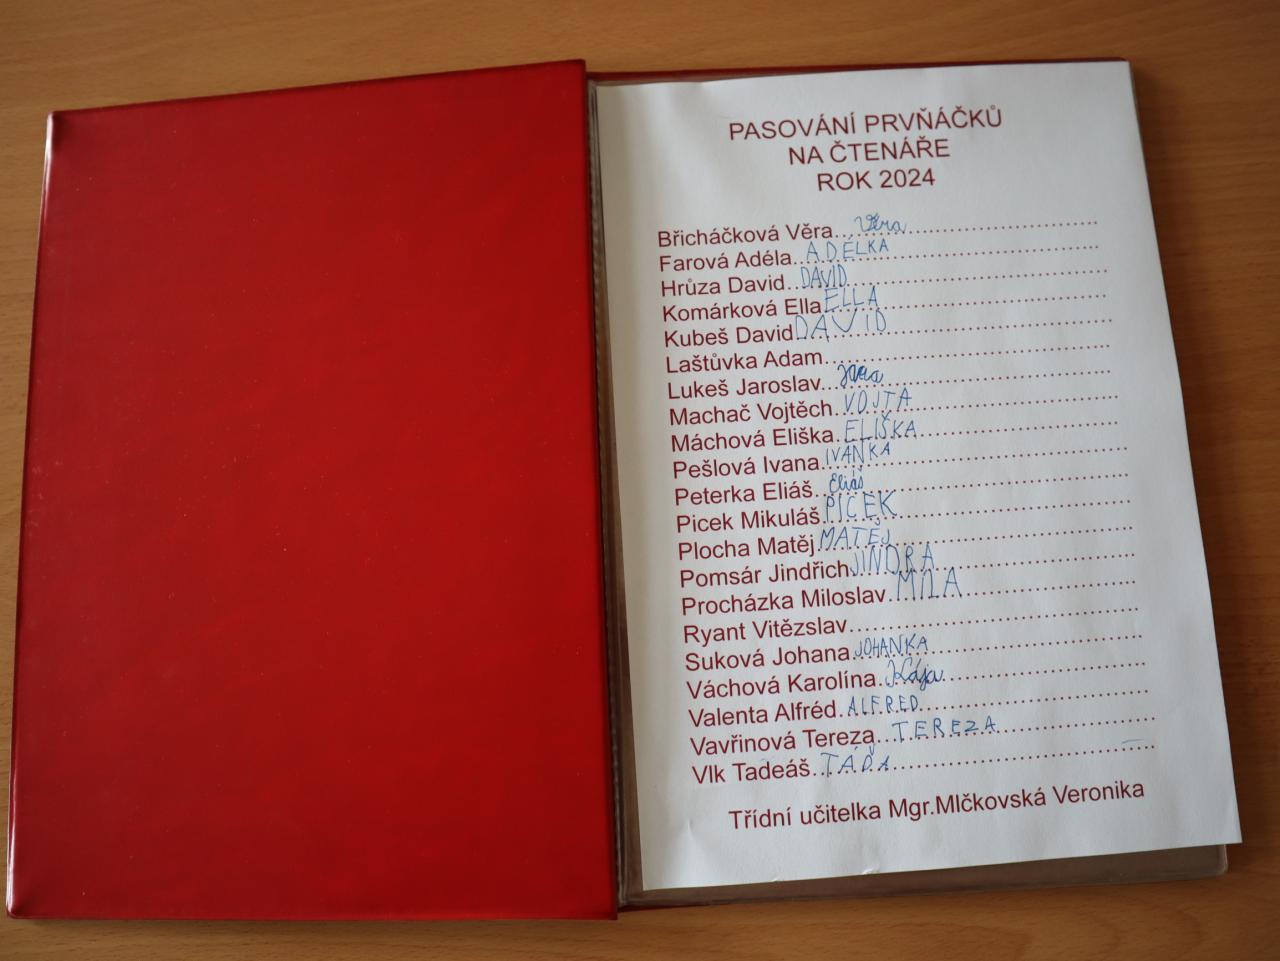 PASOVÁNÍ PRVŇÁČKŮ
NA ČTENÁŘE
ROK 2024
Břicháčková Věra Věra
Farová Adéla ADÉLKA
Hrůza David DAVID
Komárková Ella ELLA
Kubeš David DAVID
Laštůvka Adam
Lukeš Jaroslav
Machač Vojtěch VOJTA
Máchová Eliška ELIŠKA
Pešlová Ivana IVANKA
Peterka Eliáš Eliáš
Picek Mikuláš PICEK
Plocha Matěj MATĚJ
Pomsár Jindřich JINDRA
Procházka Miloslav MÍLA
Ryant Vitězslav
Suková Johana JOHANKA
Váchová Karolína Kája
Valenta Alfréd ALFRED
Vavřinová Tereza TEREZA
Vlk Tadeáš TÁĎA
Třídní učitelka Mgr.Mlčkovská Veronika